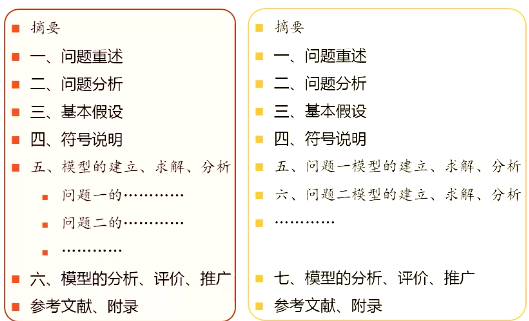 摘要
一、问题重述
二、问题分析
三、基本假设
四、符号说明
五、模型的建立、求解、分析
问题一的…………
问题二的…………
…………
六、模型的分析、评价、推广
参考文献、附录
摘要
一、问题重述
二、问题分析
三、基本假设
四、符号说明
五、问题一模型的建立、求解、分析
六、问题二模型的建立、求解、分析
…………
七、模型的分析、评价、推广
参考文献、附录